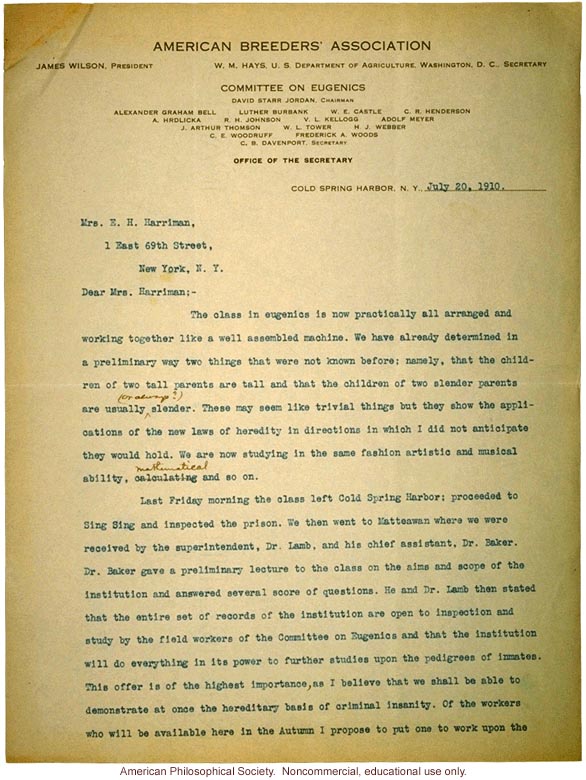 AMERICAN BREEDERS' ASSOCIATION
JAMES WILSON, PRESIDENT W. M. HAYS, U. S. DEPARTMENT OF AGRICULTURE, WASHINGTON, D. C., SECRETARY
COMMITTEE ON EUGENICS
DAVID STARR JORDAN, CHAIRMAN
ALEXANDER GRAHAM BELL LUTHER BURBANK W. E. CASTLE C. R. HENDERSON
A. HRDLICKA R. H. JOHNSON V. L. KELLOGG ADOLF MEYER
J. ARTHUR THOMSON W. L. TOWER H. J. WEBBER
C. E. WOODRUFF FREDERICK A. WOODS
C. B. DAVENPORT, SECRETARY
OFFICE OF THE SECRETARY
COLD SPRING HARBOR, N. Y., July 20, 1910.
Mrs. E. H. Harriman,
1 East 69th Street,
New York, N. Y.
Dear Mrs. Harriman;-
The class in eugenics is now practically all arranged and
working together like a well assembled machine. We have already determined in
a preliminary way two things that were not known before; namely, that the child-
ren of two tall parents are tall and that the children of two slender parents
(or always?)
are usually slender. These may seem like trivial things but they show the appli-
cations of the new laws of heredity in directions in which I did not anticipate
they would hold. We are now studying in the same fashion artistic and musical
mathematical
ability, calculating and so on.
Last Friday morning the class left Cold Spring Harbor; proceeded to
Sing Sing and inspected the prison. We then went to Matteawan where we were
received by the superintendent, Dr. Lamb, and his chief assistant, Dr. Baker.
Dr. Baker gave a preliminary lecture to the class on the aims and scope of the
institution and answered several score of questions. He and Dr. Lamb then stated
that the entire set of records of the institution are open to inspection and
study by the field workers of the Committee on Eugenics and that the institution
will do everything in its power to further studies upon the pedigrees of inmates.
This offer is of the highest importance,as I believe that we shall be able to
demonstrate at once the hereditary basis of criminal insanity. Of the workers
who will be available here in the Autumn I propose to put one to work upon the
American Philosophical Society. Noncommercial, educational use only.